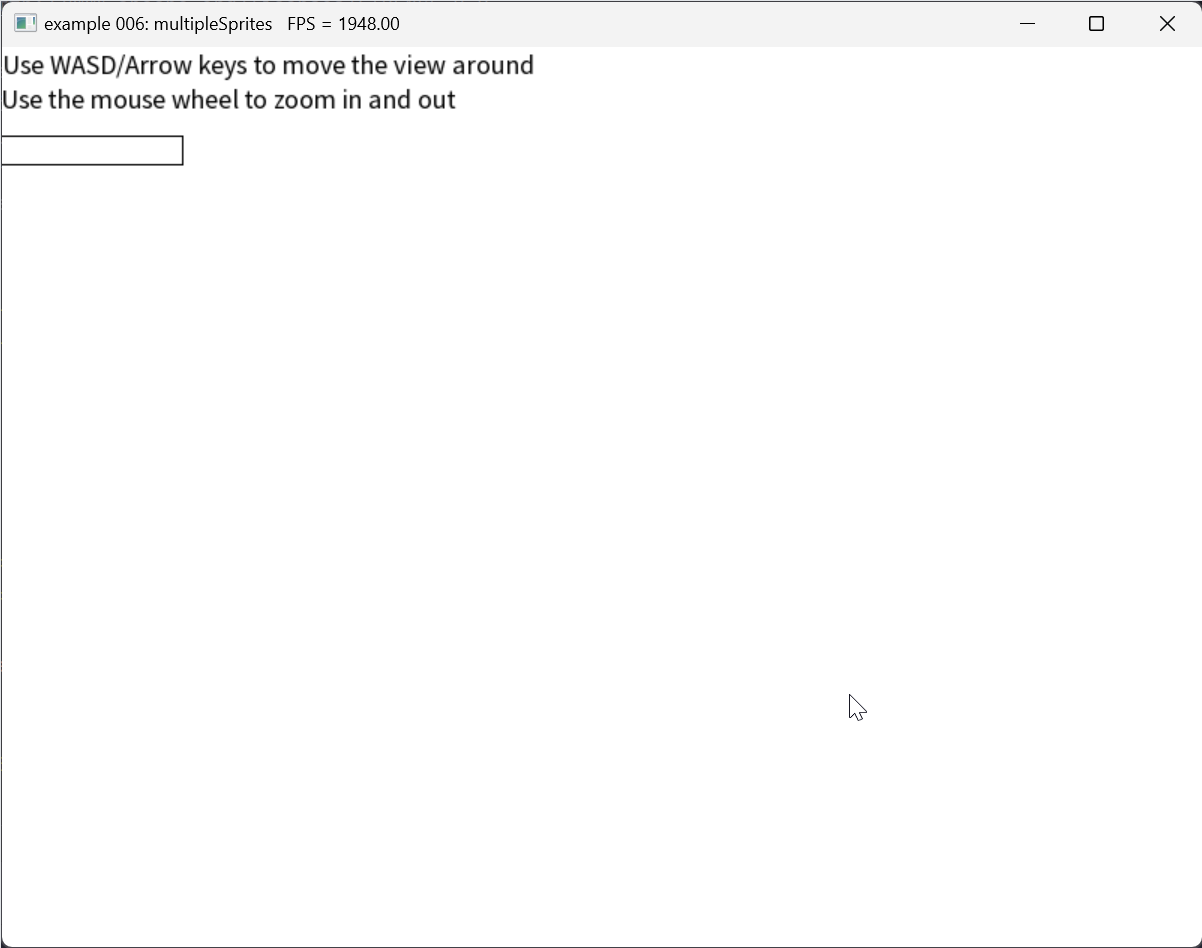 example 006: multipleSprites   FPS = 1948.00
Use WASD/Arrow keys to move the view around
Use the mouse wheel to zoom in and out